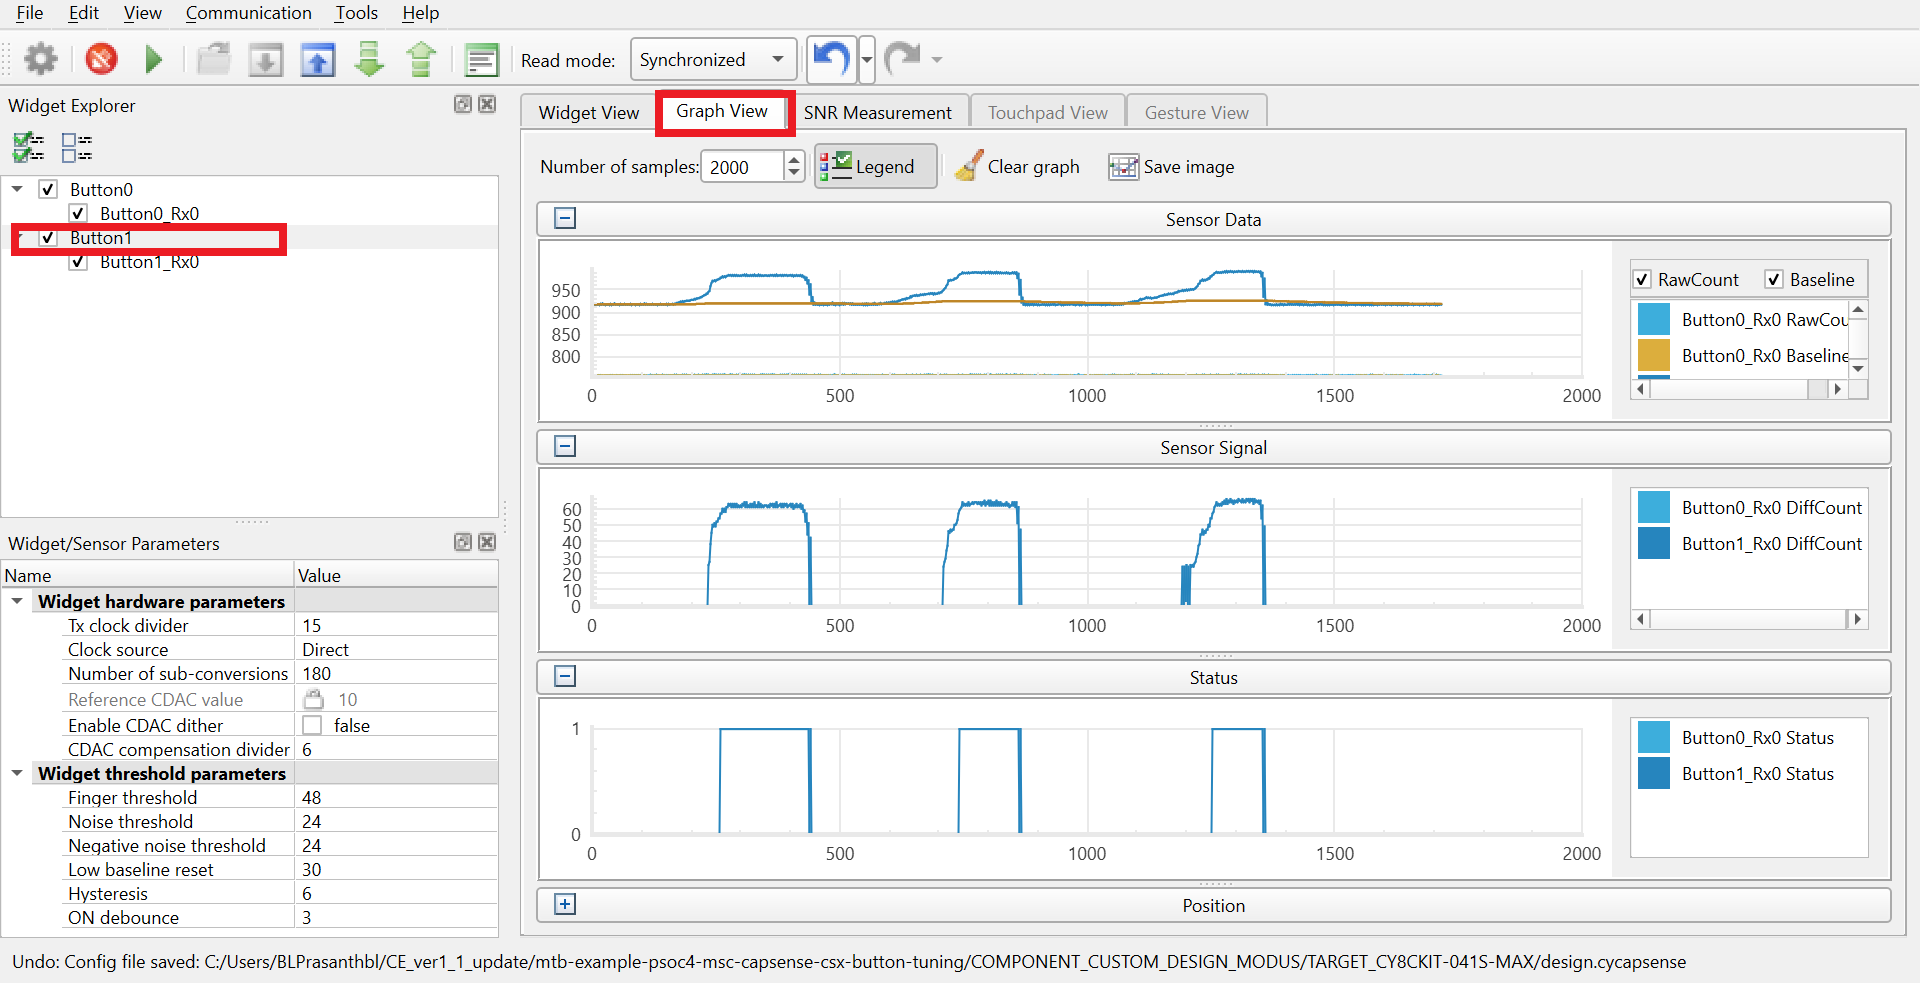 File Edit View Communication Tools Help
Read mode: Synchronized
Widget Explorer
Button0
Button0_Rx0
Button1
Button1_Rx0
Widget/Sensor Parameters
Name Value
Widget hardware parameters
Tx clock divider 15
Clock source Direct
Number of sub-conversions 180
Reference CDAC value 10
Enable CDAC dither false
CDAC compensation divider 6
Widget threshold parameters
Finger threshold 48
Noise threshold 24
Negative noise threshold 24
Low baseline reset 30
Hysteresis 6
ON debounce 3
Widget View Graph View SNR Measurement Touchpad View Gesture View
Number of samples: 2000 Legend Clear graph Save image
Sensor Data
950
900
850
800
0 500 1000 1500 2000
RawCount Baseline
Button0_Rx0 RawCou
Button0_Rx0 Baseline
Sensor Signal
60
50
40
30
20
10
0
0 500 1000 1500 2000
Button0_Rx0 DiffCount
Button1_Rx0 DiffCount
Status
1
0
0 500 1000 1500 2000
Button0_Rx0 Status
Button1_Rx0 Status
Position
Undo: Config file saved: C:/Users/BLPrasanthbl/CE_ver1_1_update/mtb-example-psoc4-msc-capsense-csx-button-tuning/COMPONENT_CUSTOM_DESIGN_MODUS/TARGET_CY8CKIT-041S-MAX/design.cycapsense